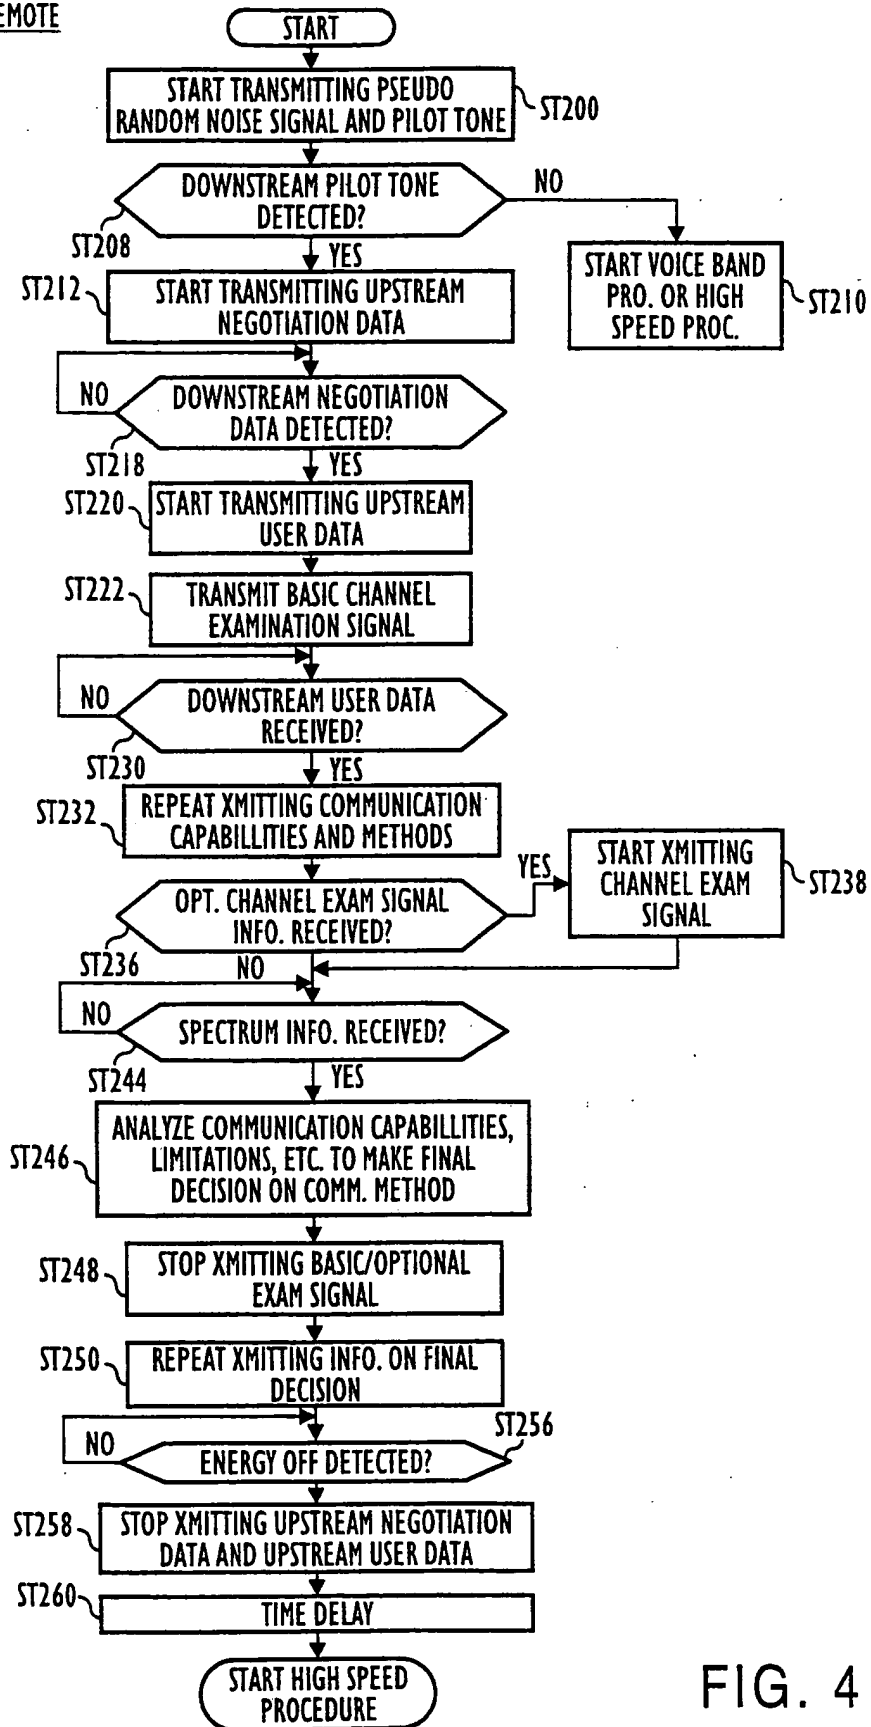 EMOTE
START
START TRANSMITTING PSEUDO
RANDOM NOISE SIGNAL AND PILOT TONE
ST200
DOWNSTREAM PILOT TONE
DETECTED?
NO
ST208
YES
START VOICE BAND
PRO. OR HIGH
SPEED PROC.
ST210
ST212
START TRANSMITTING UPSTREAM
NEGOTIATION DATA
NO
DOWNSTREAM NEGOTIATION
DATA DETECTED?
ST218
YES
ST220
START TRANSMITTING UPSTREAM
USER DATA
ST222
TRANSMIT BASIC CHANNEL
EXAMINATION SIGNAL
NO
DOWNSTREAM USER DATA
RECEIVED?
ST230
YES
ST232
REPEAT XMITTING COMMUNICATION
CAPABILLITIES AND METHODS
OPT. CHANNEL EXAM SIGNAL
INFO. RECEIVED?
YES
START XMITTING
CHANNEL EXAM
SIGNAL
ST238
ST236
NO
NO
SPECTRUM INFO. RECEIVED?
ST244
YES
ST246
ANALYZE COMMUNICATION CAPABILLITIES,
LIMITATIONS, ETC. TO MAKE FINAL
DECISION ON COMM. METHOD
ST248
STOP XMITTING BASIC/OPTIONAL
EXAM SIGNAL
ST250
REPEAT XMITTING INFO. ON FINAL
DECISION
ST256
NO
ENERGY OFF DETECTED?
ST258
STOP XMITTING UPSTREAM NEGOTIATION
DATA AND UPSTREAM USER DATA
ST260
TIME DELAY
START HIGH SPEED
PROCEDURE
FIG. 4